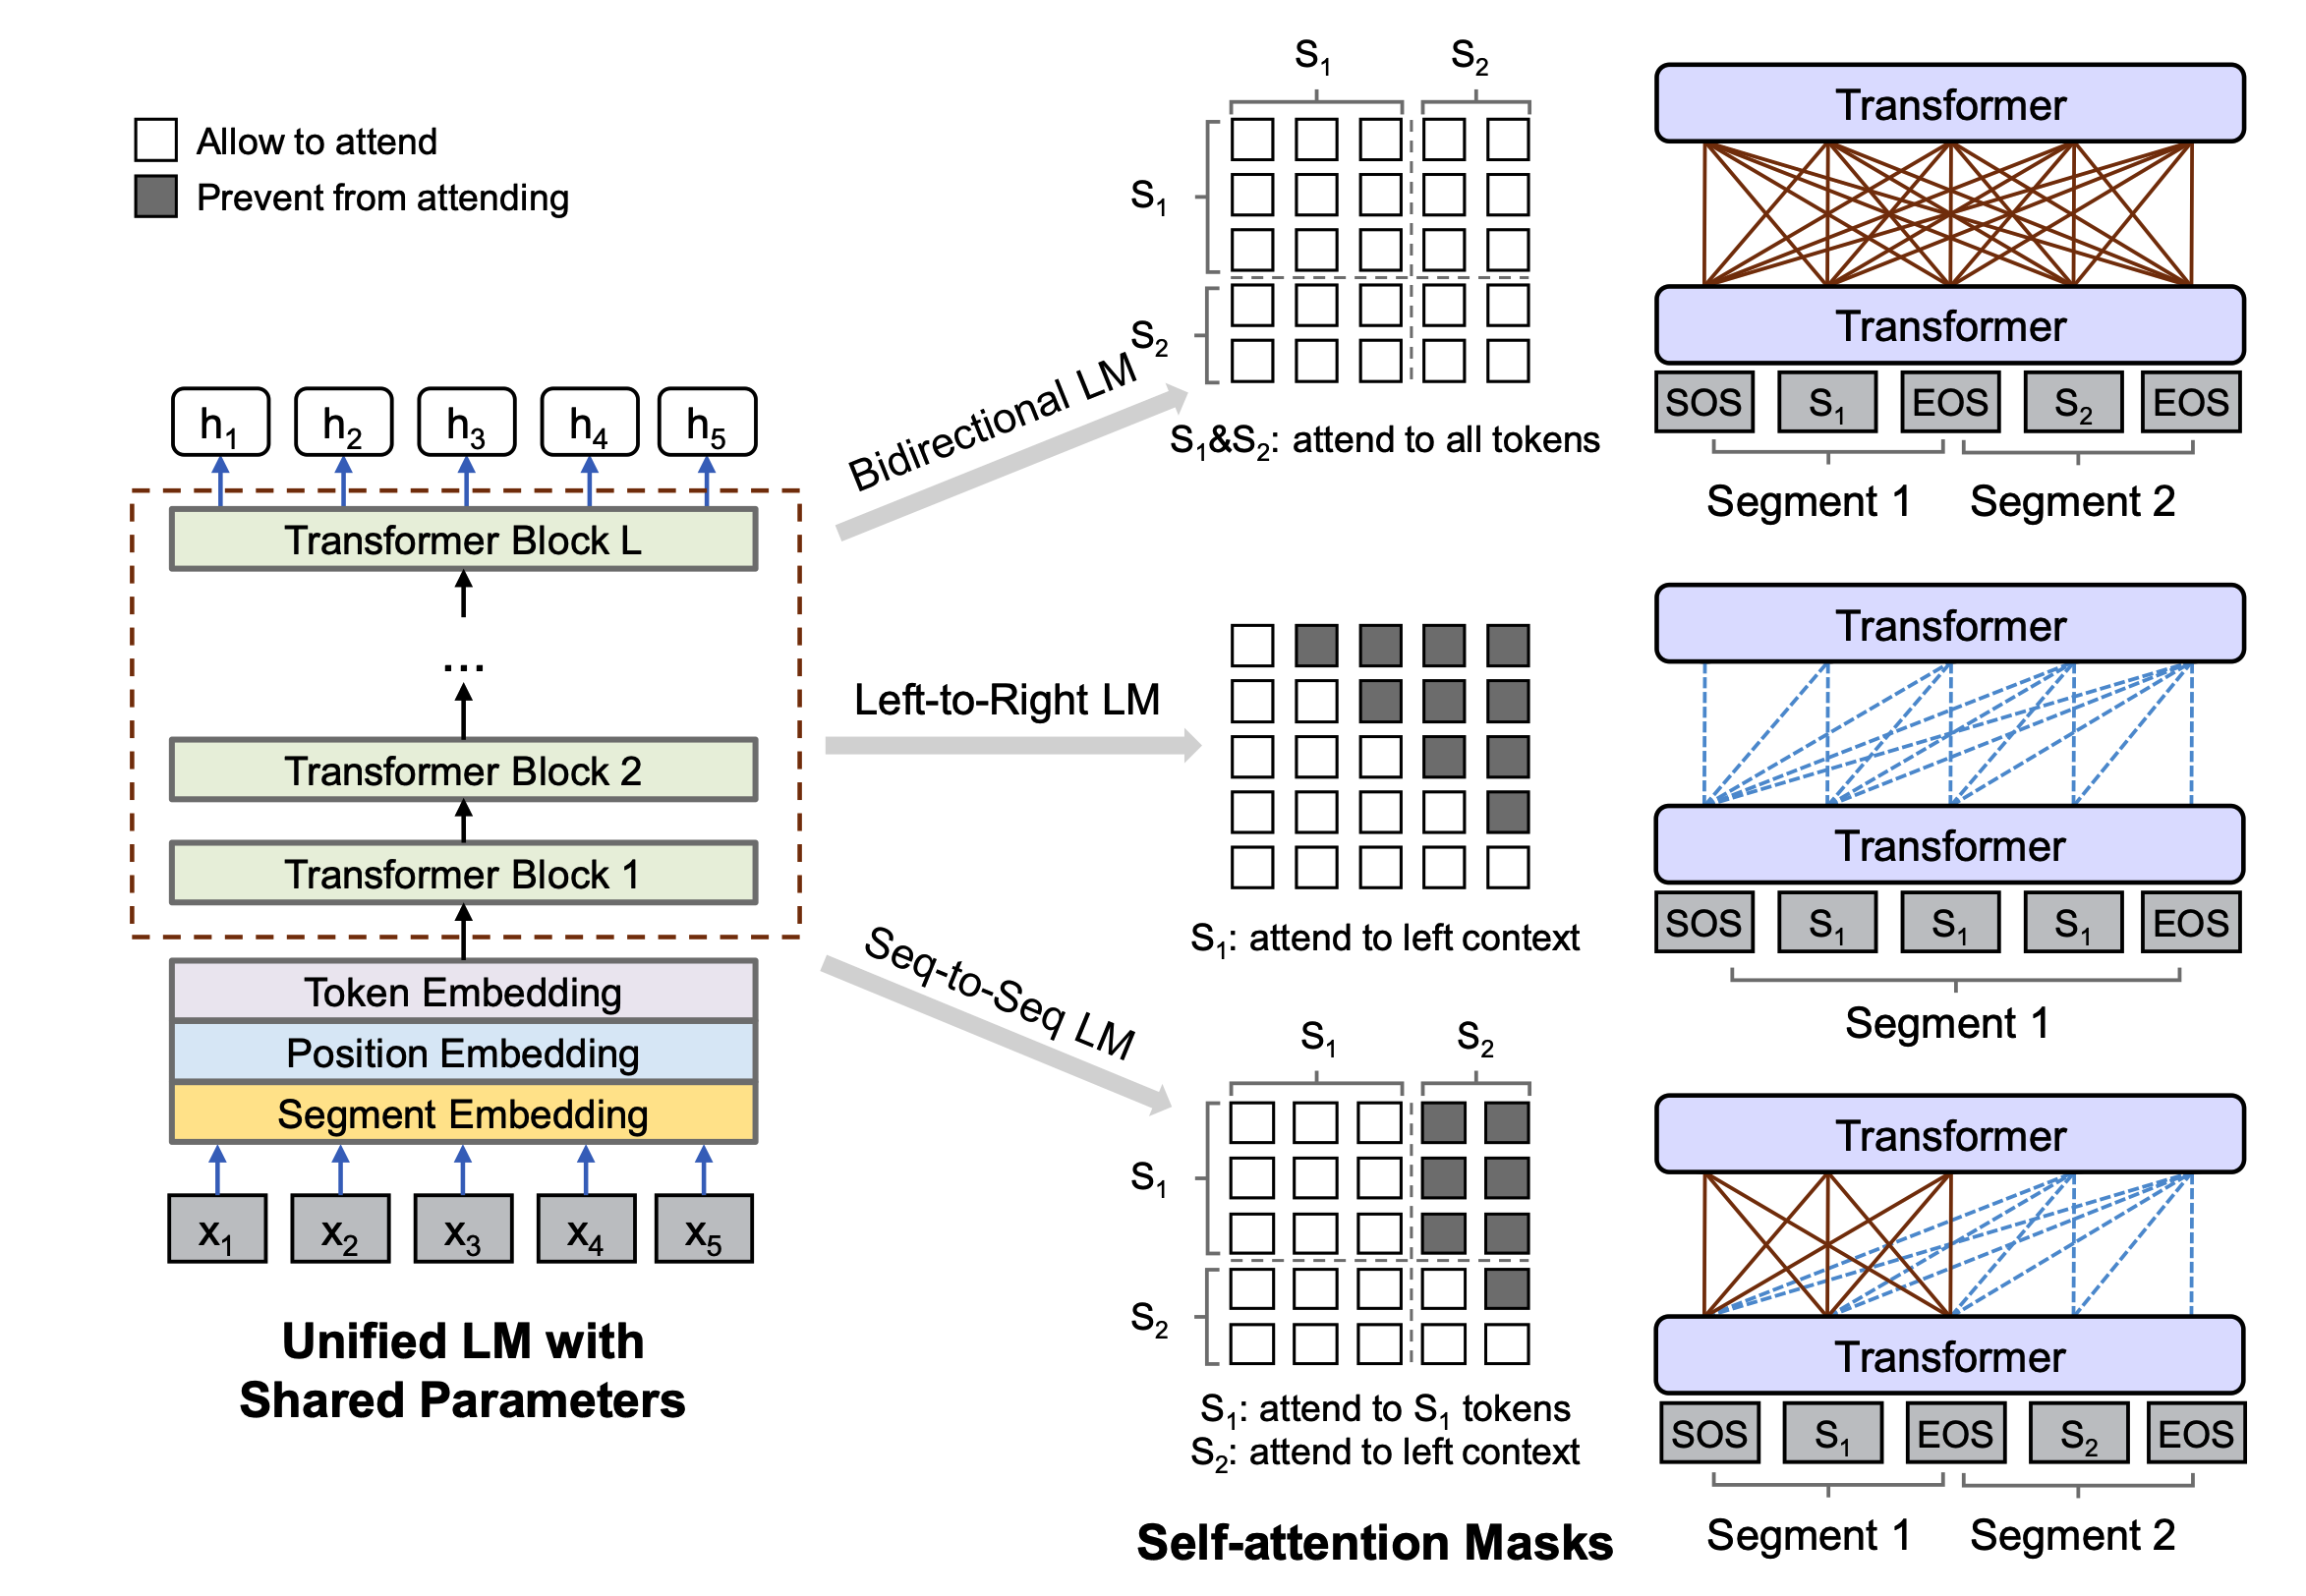 Allow to attend
Prevent from attending
h₁ h₂ h₃ h₄ h₅
Transformer Block L
...
Transformer Block 2
Transformer Block 1
Token Embedding
Position Embedding
Segment Embedding
x₁ x₂ x₃ x₄ x₅
Unified LM with
Shared Parameters
Bidirectional LM
Left-to-Right LM
Seq-to-Seq LM
S₁ S₂
S₁
S₂
S₁&S₂: attend to all tokens
S₁: attend to left context
S₁ S₂
S₁
S₂
S₁: attend to S₁ tokens
S₂: attend to left context
Self-attention Masks
Transformer
Transformer
SOS S₁ EOS S₂ EOS
Segment 1 Segment 2
Transformer
Transformer
SOS S₁ S₁ S₁ EOS
Segment 1
Transformer
Transformer
SOS S₁ EOS S₂ EOS
Segment 1 Segment 2